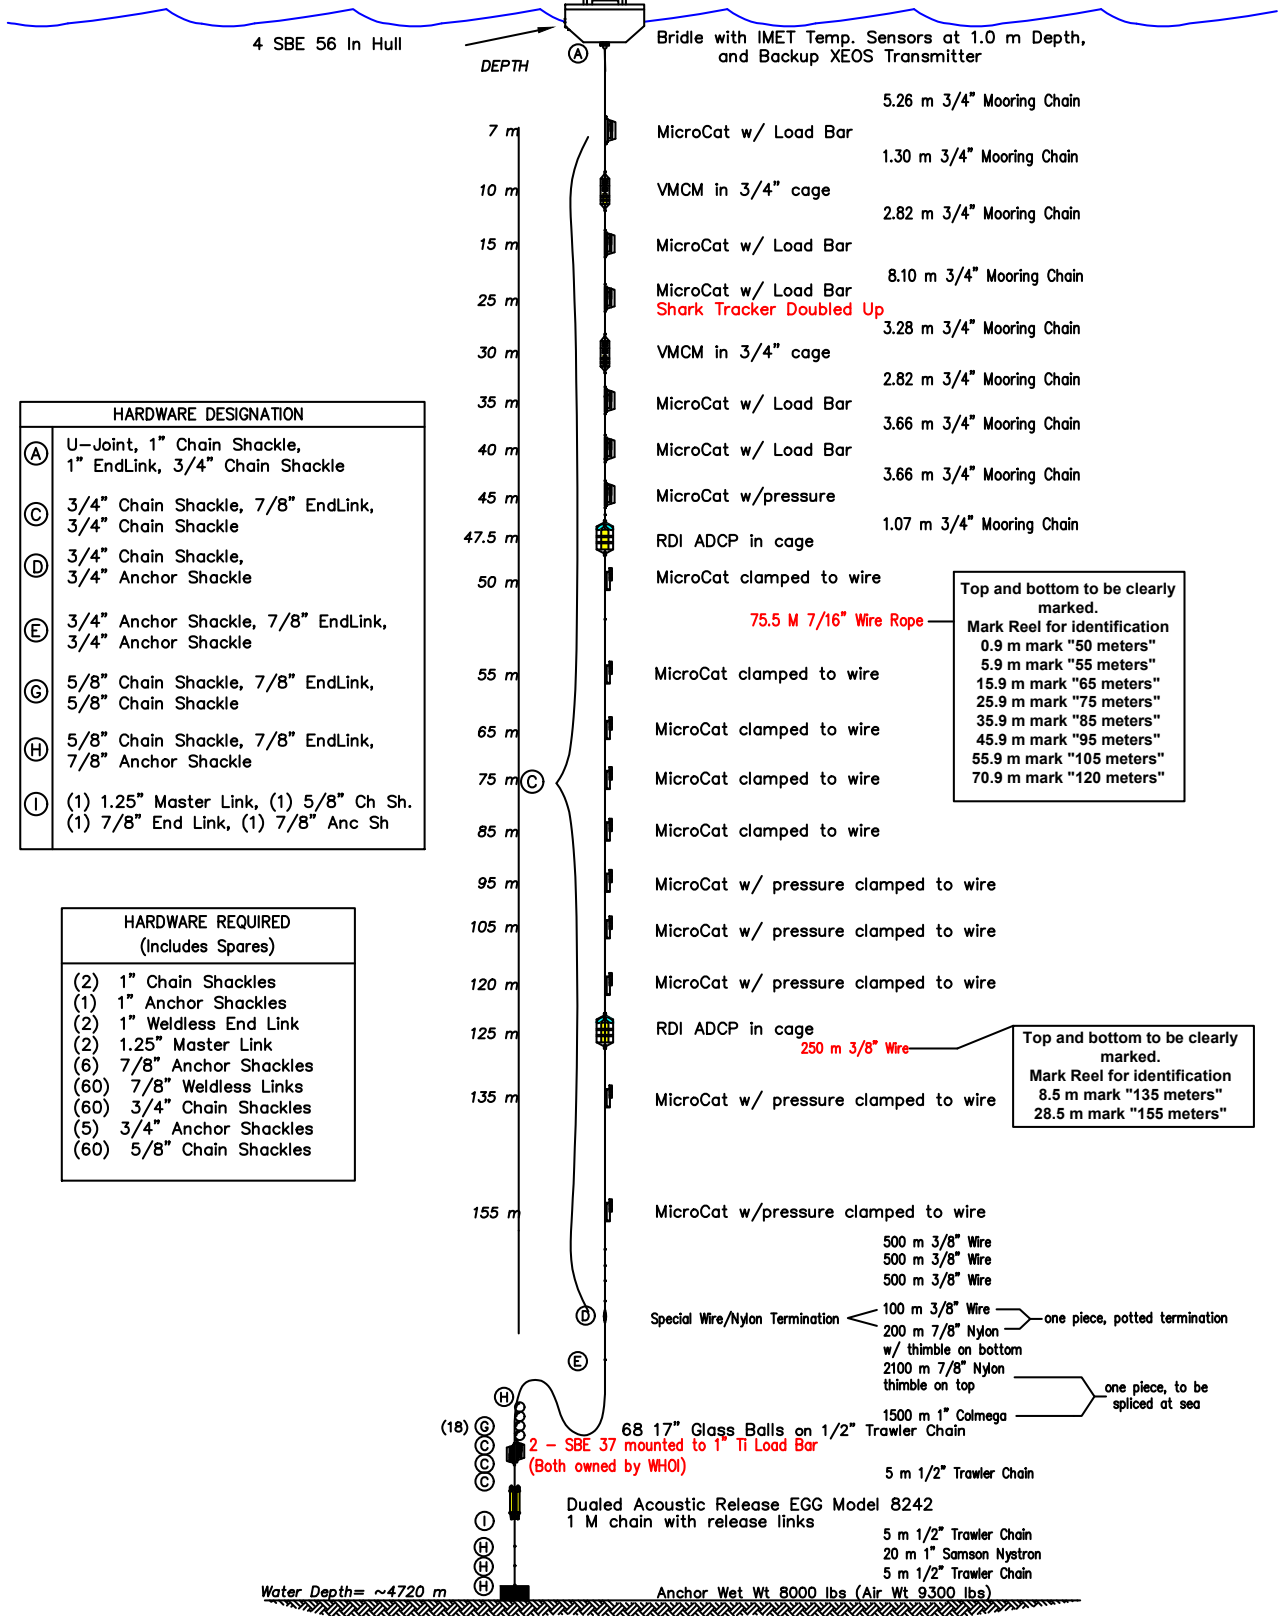 4 SBE 56 In Hull
Bridle with IMET Temp. Sensors at 1.0 m Depth,
and Backup XEOS Transmitter
A
DEPTH
5.26 m 3/4" Mooring Chain
7 m
MicroCat w/ Load Bar
1.30 m 3/4" Mooring Chain
10 m
VMCM in 3/4" cage
2.82 m 3/4" Mooring Chain
15 m
MicroCat w/ Load Bar
8.10 m 3/4" Mooring Chain
25 m
MicroCat w/ Load Bar
Shark Tracker Doubled Up
3.28 m 3/4" Mooring Chain
30 m
VMCM in 3/4" cage
2.82 m 3/4" Mooring Chain
35 m
MicroCat w/ Load Bar
3.66 m 3/4" Mooring Chain
40 m
MicroCat w/ Load Bar
3.66 m 3/4" Mooring Chain
45 m
MicroCat w/pressure
1.07 m 3/4" Mooring Chain
47.5 m
RDI ADCP in cage
50 m
MicroCat clamped to wire
75.5 M 7/16" Wire Rope
Top and bottom to be clearly
marked.
Mark Reel for identification
0.9 m mark "50 meters"
5.9 m mark "55 meters"
15.9 m mark "65 meters"
25.9 m mark "75 meters"
35.9 m mark "85 meters"
45.9 m mark "95 meters"
55.9 m mark "105 meters"
70.9 m mark "120 meters"
55 m
MicroCat clamped to wire
65 m
MicroCat clamped to wire
75 m
C
MicroCat clamped to wire
85 m
MicroCat clamped to wire
95 m
MicroCat w/ pressure clamped to wire
105 m
MicroCat w/ pressure clamped to wire
120 m
MicroCat w/ pressure clamped to wire
125 m
RDI ADCP in cage
250 m 3/8" Wire
Top and bottom to be clearly
marked.
Mark Reel for identification
8.5 m mark "135 meters"
28.5 m mark "155 meters"
135 m
MicroCat w/ pressure clamped to wire
155 m
MicroCat w/pressure clamped to wire
HARDWARE DESIGNATION
A
U-Joint, 1" Chain Shackle,
1" EndLink, 3/4" Chain Shackle
C
3/4" Chain Shackle, 7/8" EndLink,
3/4" Chain Shackle
D
3/4" Chain Shackle,
3/4" Anchor Shackle
E
3/4" Anchor Shackle, 7/8" EndLink,
3/4" Anchor Shackle
G
5/8" Chain Shackle, 7/8" EndLink,
5/8" Chain Shackle
H
5/8" Chain Shackle, 7/8" EndLink,
7/8" Anchor Shackle
I
(1) 1.25" Master Link, (1) 5/8" Ch Sh.
(1) 7/8" End Link, (1) 7/8" Anc Sh
HARDWARE REQUIRED
(Includes Spares)
(2) 1" Chain Shackles
(1) 1" Anchor Shackles
(2) 1" Weldless End Link
(2) 1.25" Master Link
(6) 7/8" Anchor Shackles
(60) 7/8" Weldless Links
(60) 3/4" Chain Shackles
(5) 3/4" Anchor Shackles
(60) 5/8" Chain Shackles
500 m 3/8" Wire
500 m 3/8" Wire
500 m 3/8" Wire
D
Special Wire/Nylon Termination
100 m 3/8" Wire
200 m 7/8" Nylon
one piece, potted termination
w/ thimble on bottom
E
2100 m 7/8" Nylon
thimble on top
1500 m 1" Colmega
one piece, to be
spliced at sea
H
(18) G
68 17" Glass Balls on 1/2" Trawler Chain
C
2 - SBE 37 mounted to 1" Ti Load Bar
(Both owned by WHOI)
C
C
5 m 1/2" Trawler Chain
Dualed Acoustic Release EGG Model 8242
1 M chain with release links
I
5 m 1/2" Trawler Chain
H
20 m 1" Samson Nystron
H
5 m 1/2" Trawler Chain
H
Water Depth= ~4720 m
Anchor Wet Wt 8000 lbs (Air Wt 9300 lbs)